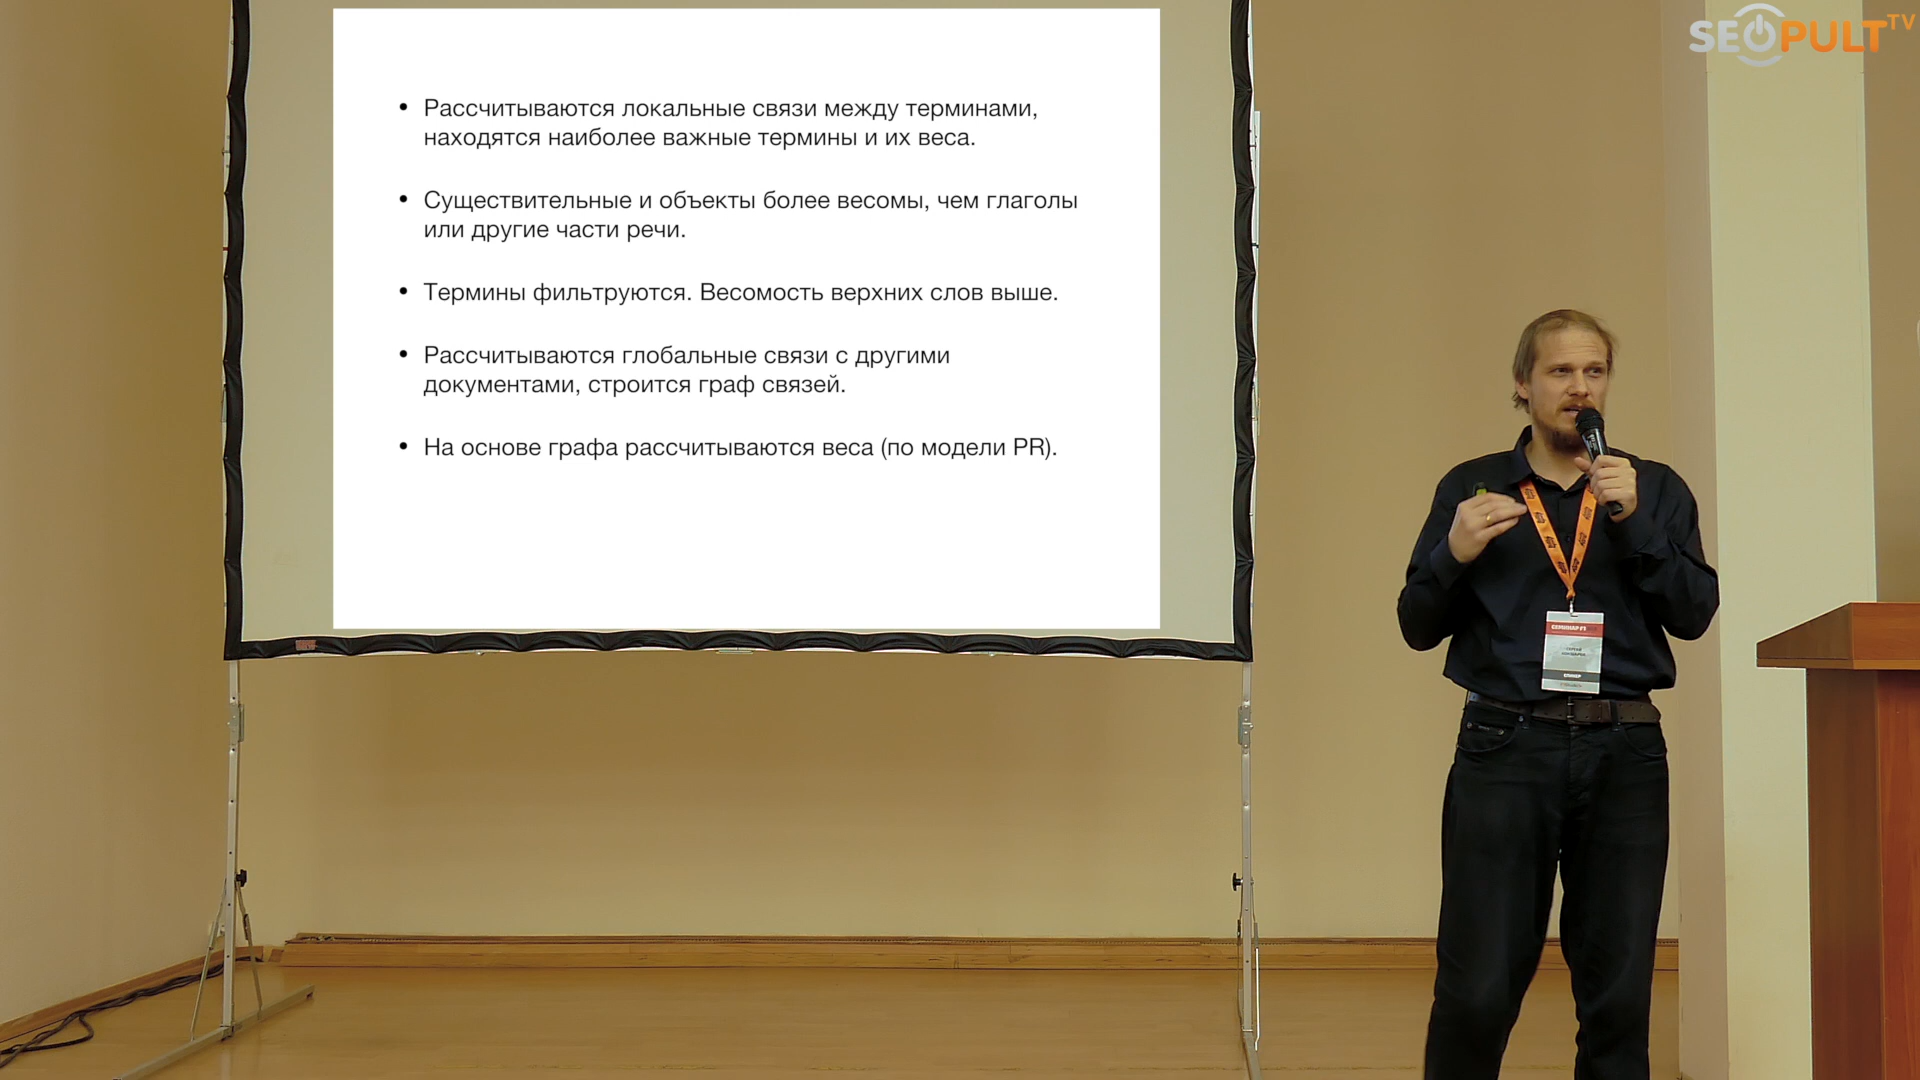 SEOPULT TV
• Рассчитываются локальные связи между терминами,
находятся наиболее важные термины и их веса.
• Существительные и объекты более весомы, чем глаголы
или другие части речи.
• Термины фильтруются. Весомость верхних слов выше.
• Рассчитываются глобальные связи с другими
документами, строится граф связей.
• На основе графа рассчитываются веса (по модели PR).
СЕМИНАР